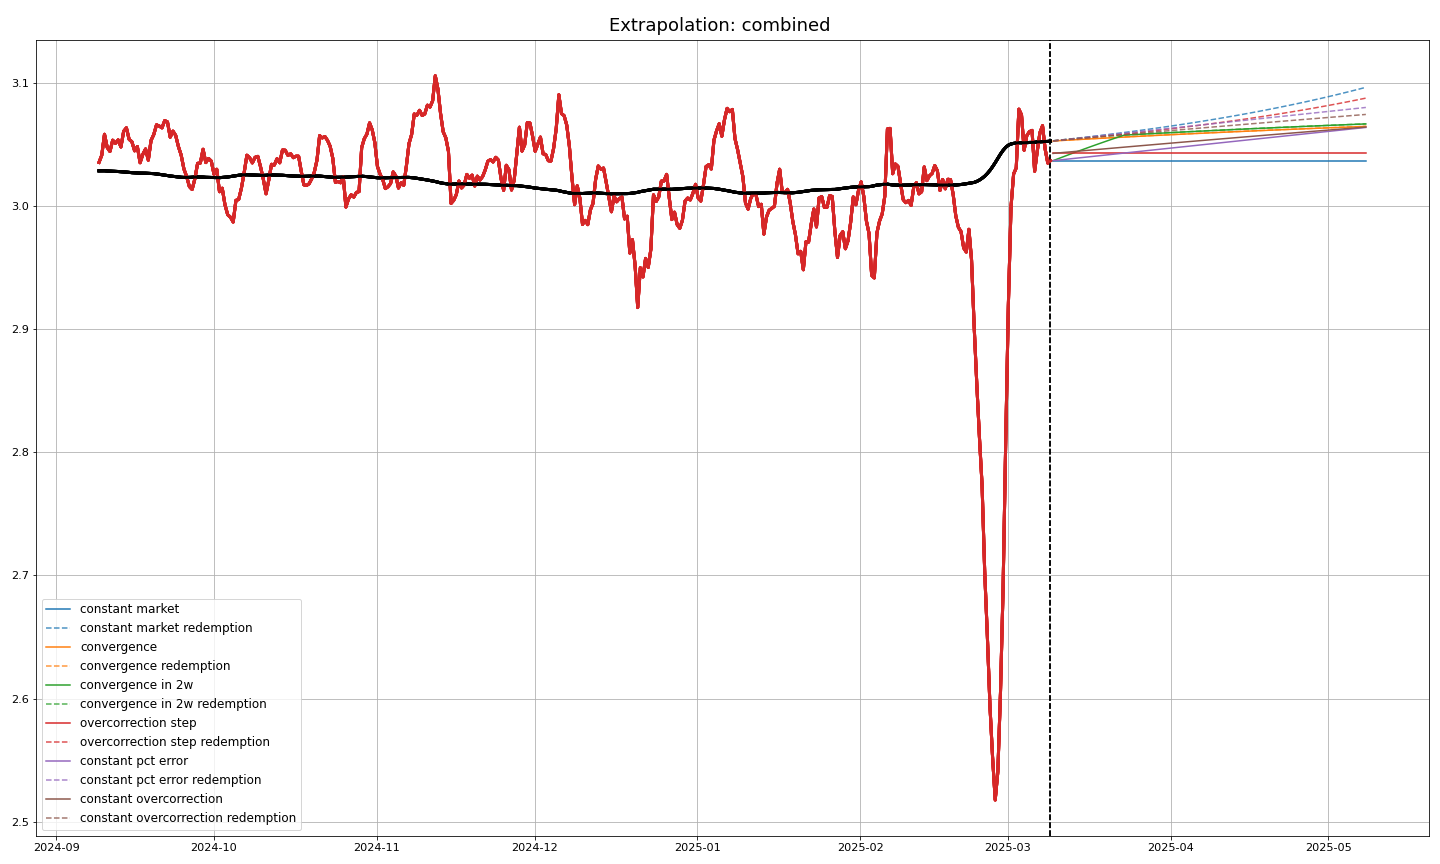 Extrapolation: combined
3.1
3.0
2.9
2.8
2.7
2.6
2.5
constant market
constant market redemption
convergence
convergence redemption
convergence in 2w
convergence in 2w redemption
overcorrection step
overcorrection step redemption
constant pct error
constant pct error redemption
constant overcorrection
constant overcorrection redemption
2024-09 2024-10 2024-11 2024-12 2025-01 2025-02 2025-03 2025-04 2025-05